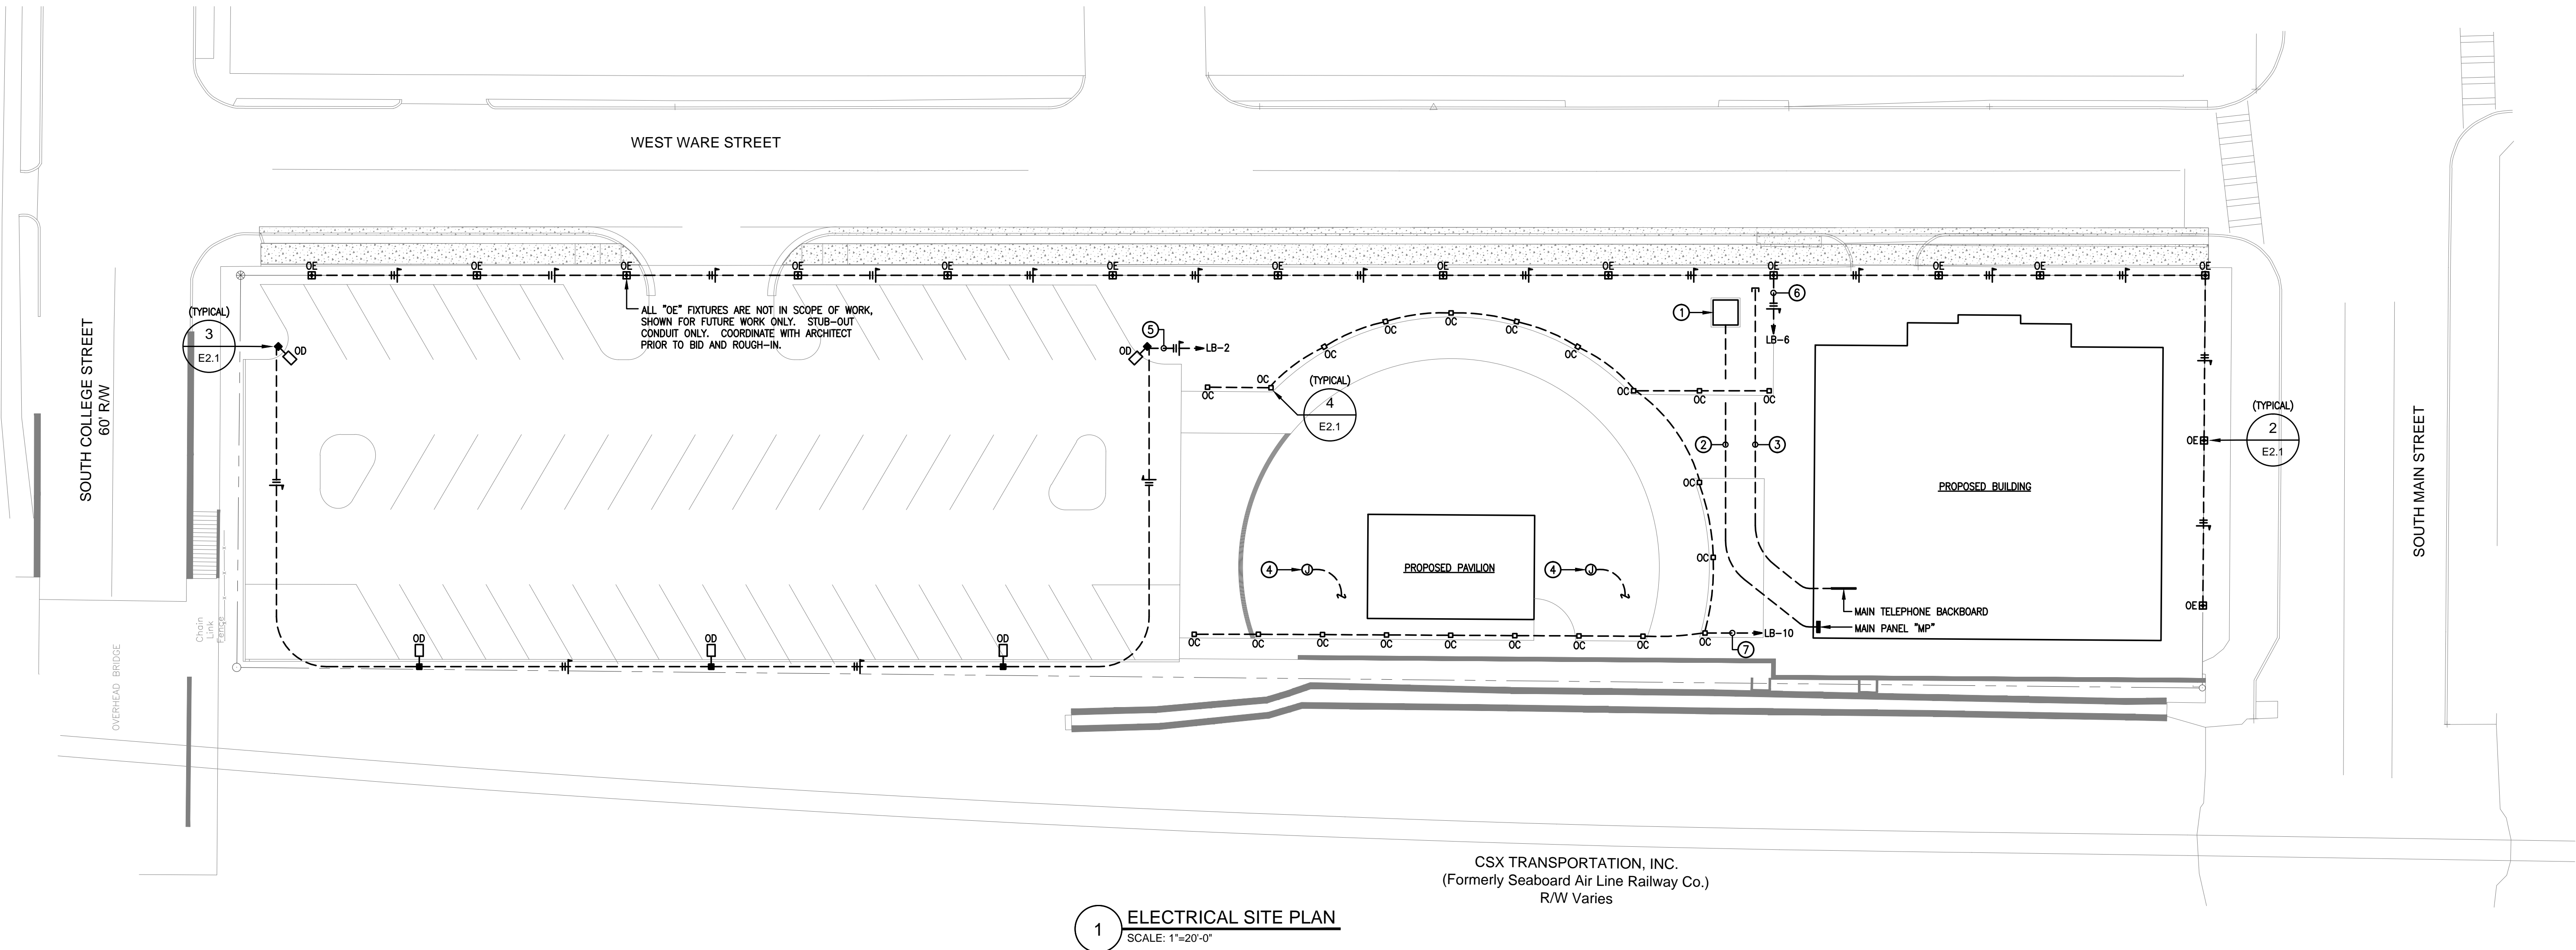 WEST WARE STREET
OE
OE
OE
OE
OE
OE
OE
OE
OE
OE
OE
OE
OE
ALL "OE" FIXTURES ARE NOT IN SCOPE OF WORK,
SHOWN FOR FUTURE WORK ONLY. STUB-OUT
CONDUIT ONLY. COORDINATE WITH ARCHITECT
PRIOR TO BID AND ROUGH-IN.
(TYPICAL)
3
E2.1
OD
OD
5
LB-2
1
6
LB-6
SOUTH COLLEGE STREET
60' R/W
OC
OC
OC
OC
OC
OC
OC
OC
OC
OC
(TYPICAL)
4
E2.1
2
3
OC
OC
(TYPICAL)
2
E2.1
OE
OE
PROPOSED BUILDING
SOUTH MAIN STREET
4
J
PROPOSED PAVILION
4
J
MAIN TELEPHONE BACKBOARD
MAIN PANEL "MP"
OC
OC
OC
OC
OC
OC
OC
OC
OC
LB-10
7
OD
OD
OD
Chain
Link
Fence
OVERHEAD BRIDGE
CSX TRANSPORTATION, INC.
(Formerly Seaboard Air Line Railway Co.)
R/W Varies
1
ELECTRICAL SITE PLAN
SCALE: 1"=20'-0"